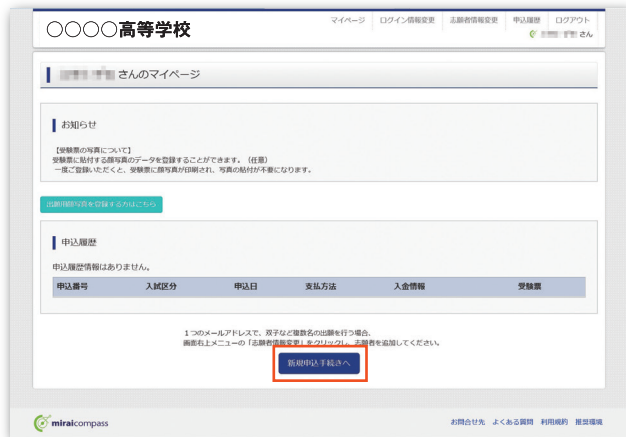 マイページ ログイン情報変更 志願者情報変更 申込履歴 ログアウト
〇〇〇〇高等学校
さん
さんのマイページ
お知らせ
【受験票の写真について】
受験票に貼付する顔写真のデータを登録することができます。（任意）
一度ご登録いただくと、受験票に顔写真が印刷され、写真の貼付が不要になります。
出願用顔写真を登録する方はこちら
申込履歴
申込履歴情報はありません。
申込番号 入試区分 申込日 支払方法 入金情報 受験票
1つのメールアドレスで、双子など複数名の出願を行う場合、
画面右上メニューの「志願者情報変更」をクリックし、志願者を追加してください。
新規申込手続きへ
miraicompass
お問合せ先 よくある質問 利用規約 推奨環境